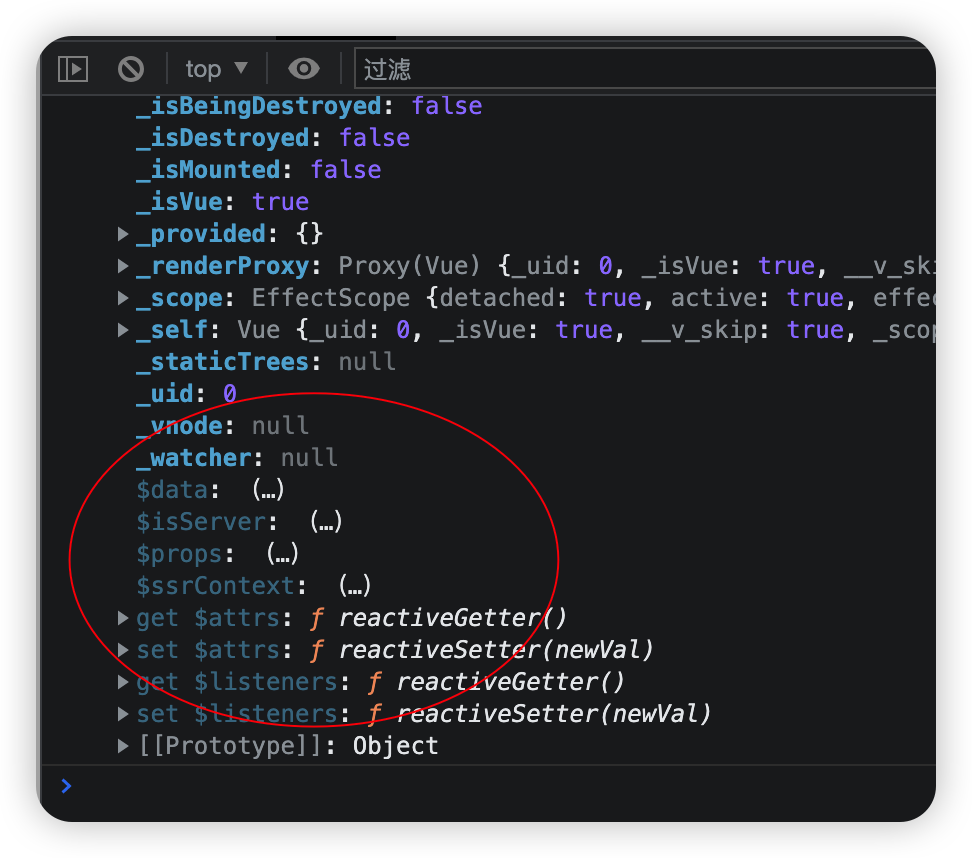 top ▼ 过滤
_isBeingDestroyed: false
_isDestroyed: false
_isMounted: false
_isVue: true
▶ _provided: {}
▶ _renderProxy: Proxy(Vue) {_uid: 0, _isVue: true, __v_ski
▶ _scope: EffectScope {detached: true, active: true, effec
▶ _self: Vue {_uid: 0, _isVue: true, __v_skip: true, _scop
_staticTrees: null
_uid: 0
_vnode: null
_watcher: null
$data: (…)
$isServer: (…)
$props: (…)
$ssrContext: (…)
▶ get $attrs: ƒ reactiveGetter()
▶ set $attrs: ƒ reactiveSetter(newVal)
▶ get $listeners: ƒ reactiveGetter()
▶ set $listeners: ƒ reactiveSetter(newVal)
▶ [[Prototype]]: Object
>